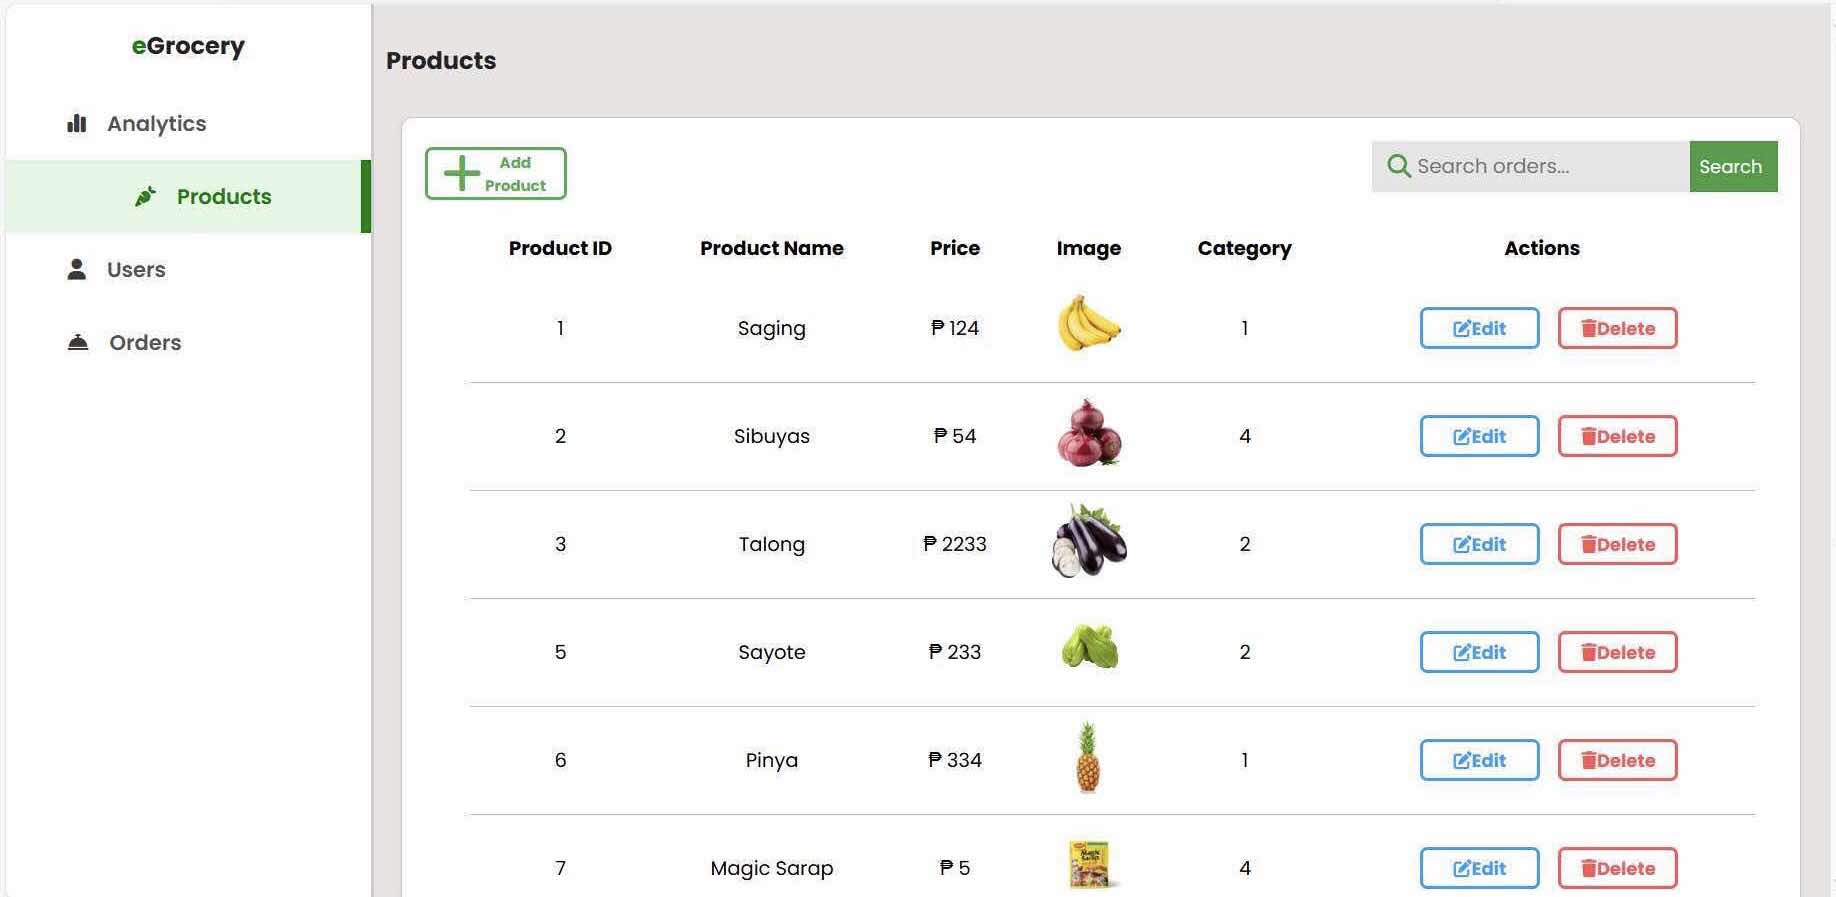 eGrocery
Analytics
Products
Users
Orders
Products
Add
Product
Search orders...
Search
Product ID Product Name Price Image Category Actions
1 Saging ₱ 124 1 Edit Delete
2 Sibuyas ₱ 54 4 Edit Delete
3 Talong ₱ 2233 2 Edit Delete
5 Sayote ₱ 233 2 Edit Delete
6 Pinya ₱ 334 1 Edit Delete
Magic
Sarap
7 Magic Sarap ₱ 5 4 Edit Delete